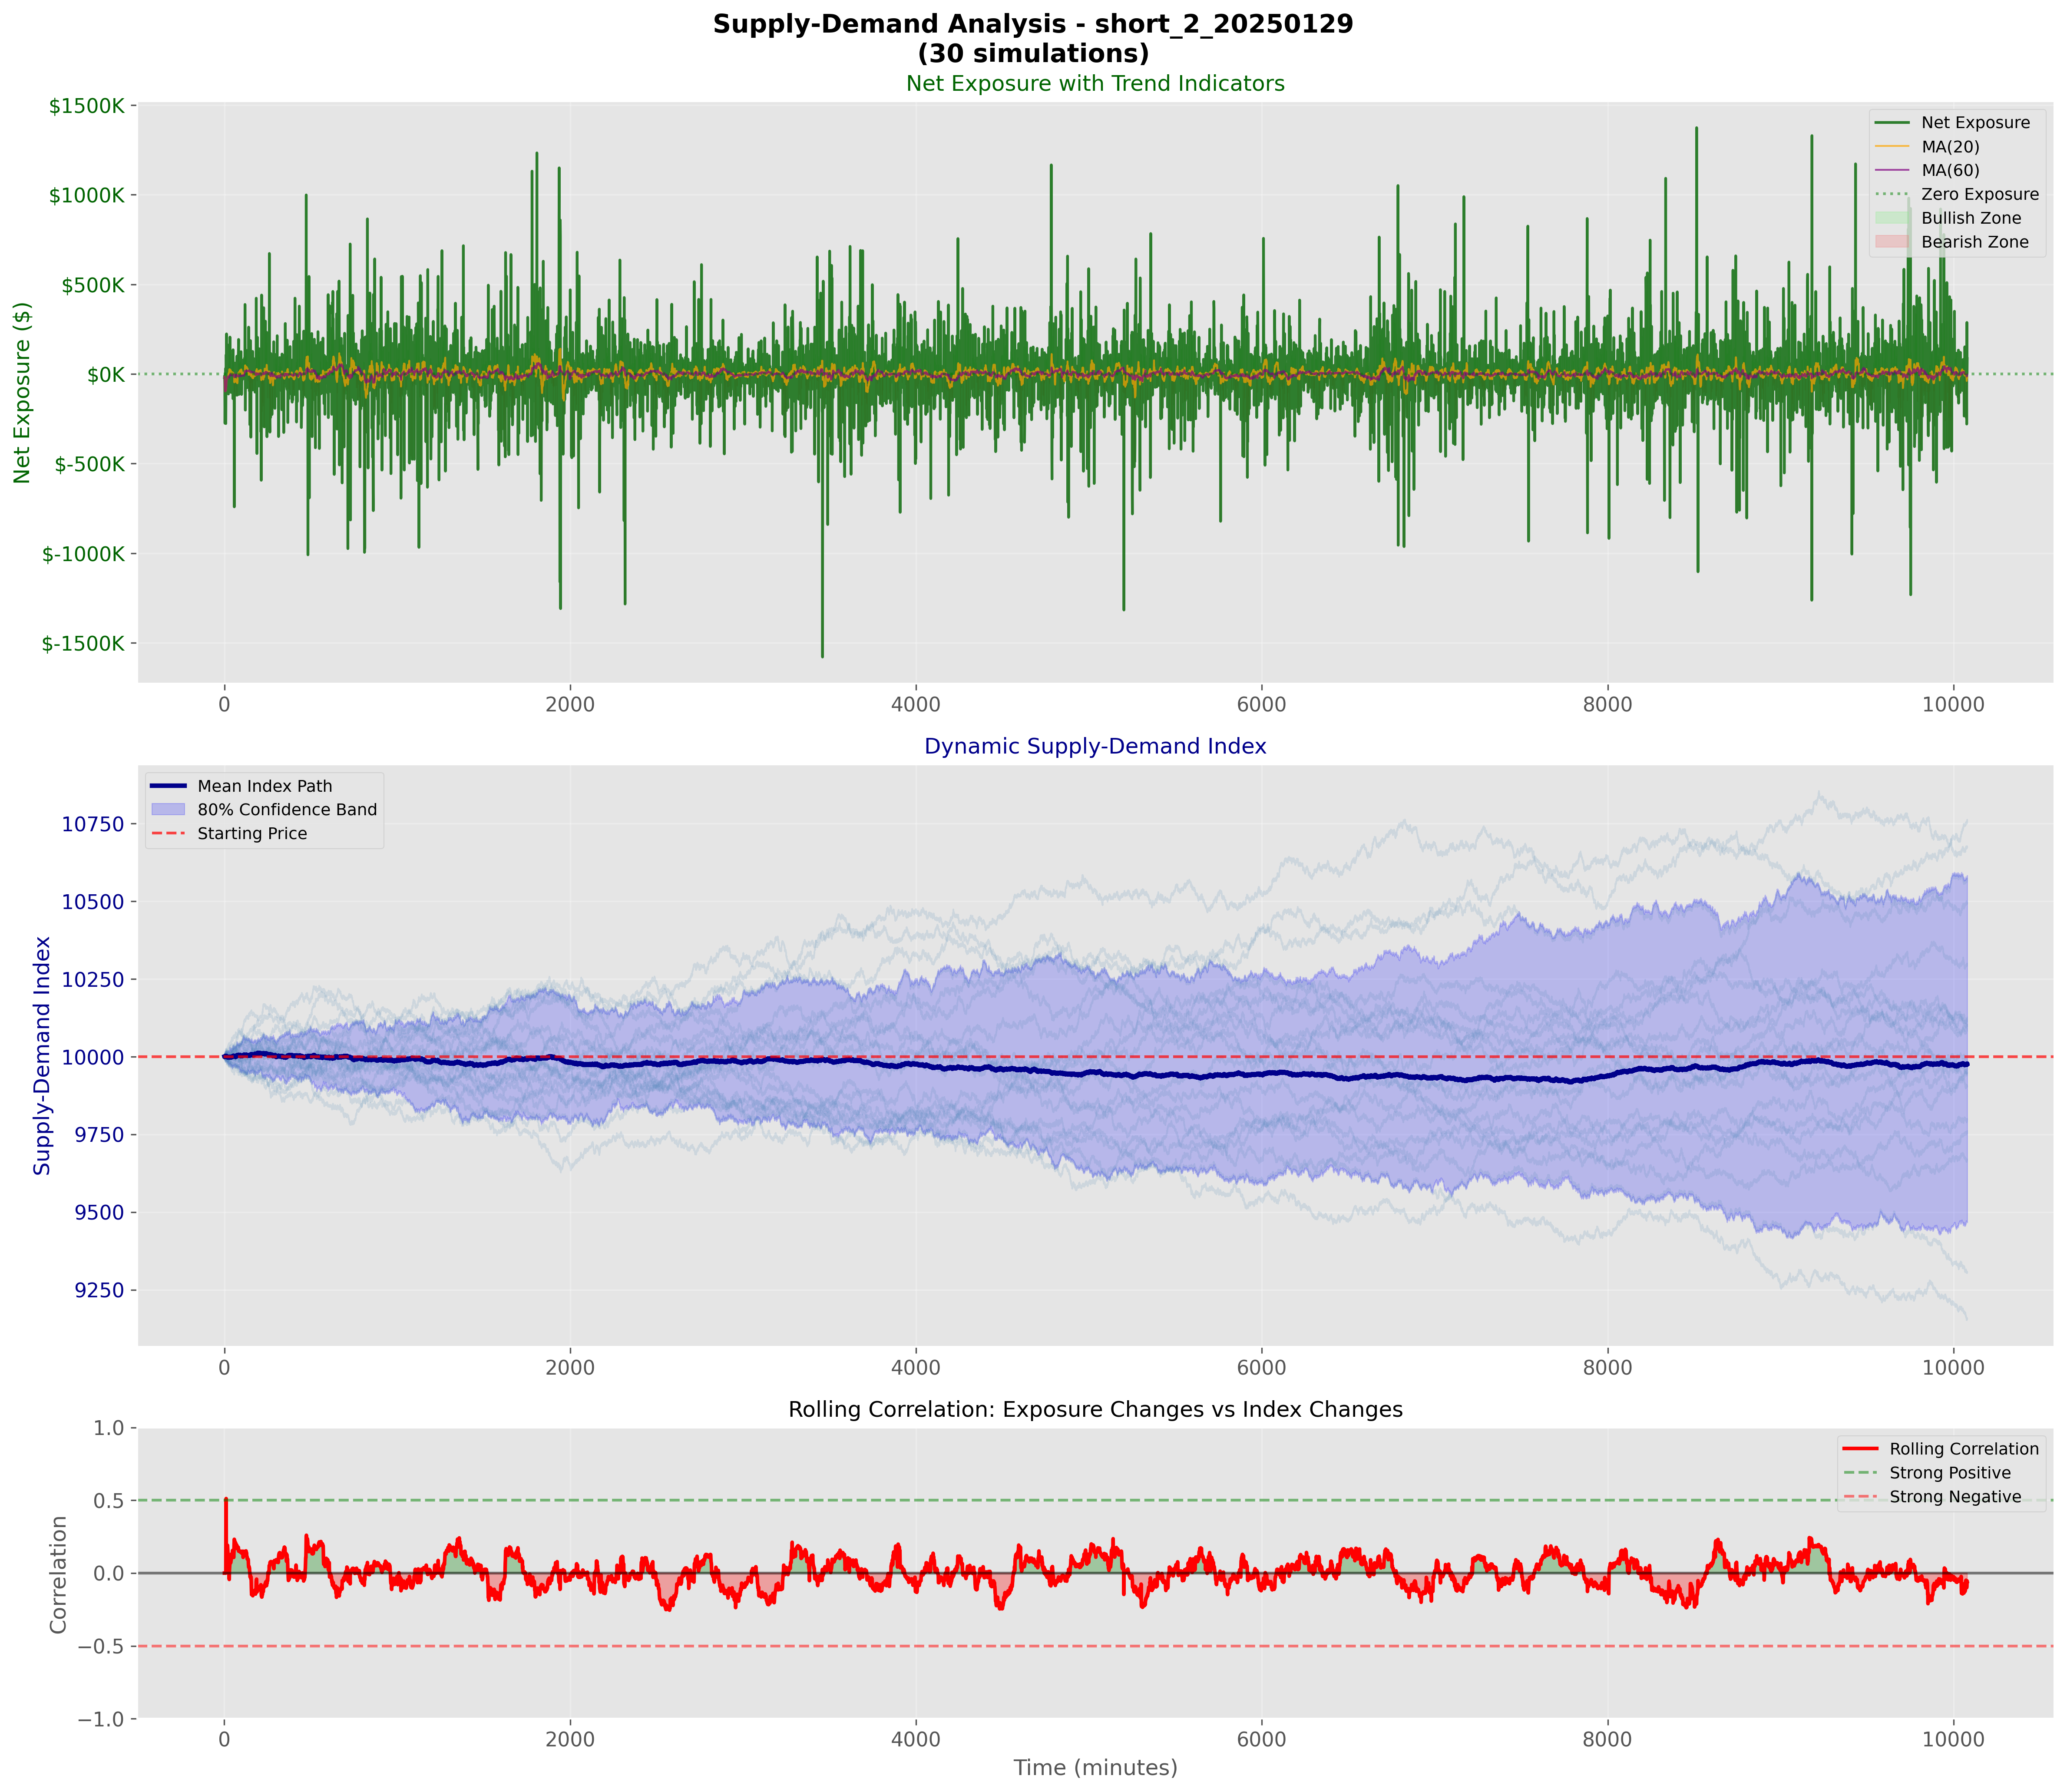 Supply-Demand Analysis - short_2_20250129
(30 simulations)
Net Exposure with Trend Indicators
Net Exposure ($)
$1500K
$1000K
$500K
$0K
$-500K
$-1000K
$-1500K
Net Exposure
MA(20)
MA(60)
Zero Exposure
Bullish Zone
Bearish Zone
0 2000 4000 6000 8000 10000
Dynamic Supply-Demand Index
Supply-Demand Index
10750
10500
10250
10000
9750
9500
9250
Mean Index Path
80% Confidence Band
Starting Price
0 2000 4000 6000 8000 10000
Rolling Correlation: Exposure Changes vs Index Changes
Correlation
1.0
0.5
0.0
−0.5
−1.0
Rolling Correlation
Strong Positive
Strong Negative
0 2000 4000 6000 8000 10000
Time (minutes)